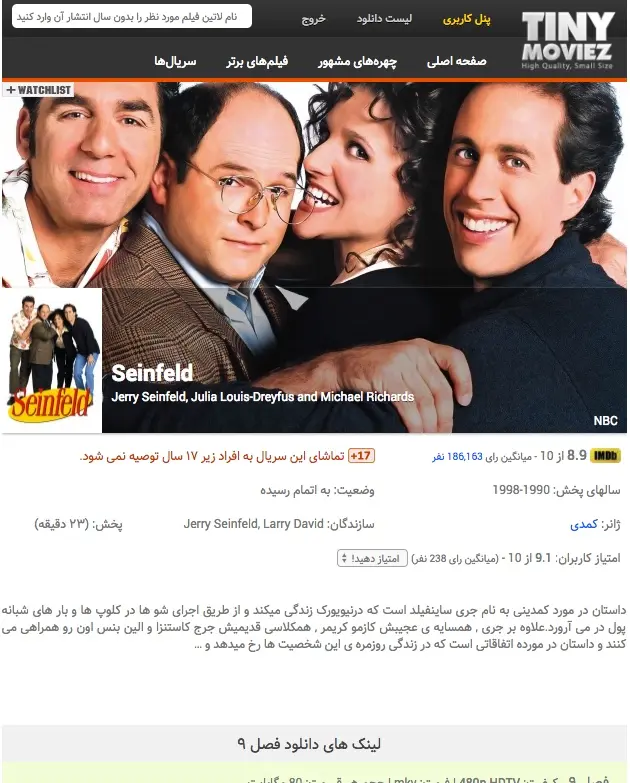 نام لاتین فیلم مورد نظر را بدون سال انتشار آن وارد کنید
پنل کاربری
لیست دانلود
خروج
TINY
MOVIEZ
High Quality, Small Size
صفحه اصلی
چهره‌های مشهور
فیلم‌های برتر
سریال‌ها
+ WATCHLIST
Seinfeld
Seinfeld
Jerry Seinfeld, Julia Louis-Dreyfus and Michael Richards
NBC
IMDb 8.9 از 10 - میانگین رای 186,163 نفر
17+ تماشای این سریال به افراد زیر ۱۷ سال توصیه نمی شود.
سالهای پخش: 1990-1998
وضعیت: به اتمام رسیده
ژانر: کمدی
سازندگان: Jerry Seinfeld, Larry David
پخش: (۲۳ دقیقه)
امتیاز کاربران: 9.1 از 10 - (میانگین رای 238 نفر) امتیاز دهید!
داستان در مورد کمدینی به نام جری ساینفیلد است که درنیویورک زندگی میکند و از طریق اجرای شو ها در کلوپ ها و بار های شبانه
پول در می آرورد.علاوه بر جری , همسایه ی عجیبش کازمو کریمر , همکلاسی قدیمیش جرج کاستنزا و الین بنس اون رو همراهی می
کنند و داستان در مورده اتفاقاتی است که در زندگی روزمره ی این شخصیت ها رخ میدهد و ...
لینک های دانلود فصل ۹